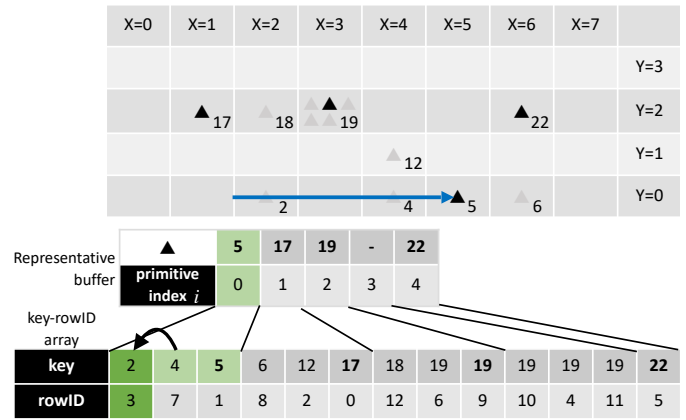 X=0 X=1 X=2 X=3 X=4 X=5 X=6 X=7
Y=3
17 18 19 22 Y=2
12 Y=1
2 4 5 6 Y=0
Representative buffer
5 17 19 - 22
primitive index i 0 1 2 3 4
key-rowID array
key 2 4 5 6 12 17 18 19 19 19 19 19 22
rowID 3 7 1 8 2 0 12 6 9 10 4 11 5